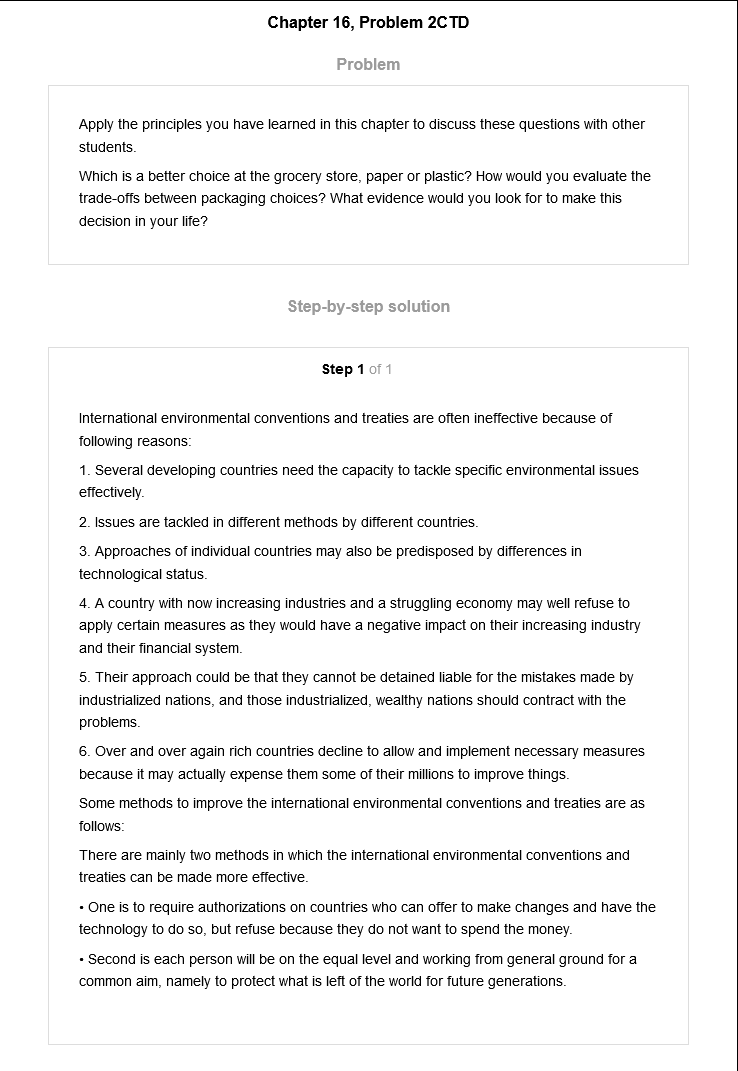 Chapter 16, Problem 2CTD
Problem
Apply the principles you have learned in this chapter to discuss these questions with other
students.
Which is a better choice at the grocery store, paper or plastic? How would you evaluate the
trade-offs between packaging choices? What evidence would you look for to make this
decision in your life?
Step-by-step solution
Step 1 of 1
International environmental conventions and treaties are often ineffective because of
following reasons:
1. Several developing countries need the capacity to tackle specific environmental issues
effectively.
2. Issues are tackled in different methods by different countries.
3. Approaches of individual countries may also be predisposed by differences in
technological status.
4. A country with now increasing industries and a struggling economy may well refuse to
apply certain measures as they would have a negative impact on their increasing industry
and their financial system.
5. Their approach could be that they cannot be detained liable for the mistakes made by
industrialized nations, and those industrialized, wealthy nations should contract with the
problems.
6. Over and over again rich countries decline to allow and implement necessary measures
because it may actually expense them some of their millions to improve things.
Some methods to improve the international environmental conventions and treaties are as
follows:
There are mainly two methods in which the international environmental conventions and
treaties can be made more effective.
• One is to require authorizations on countries who can offer to make changes and have the
technology to do so, but refuse because they do not want to spend the money.
• Second is each person will be on the equal level and working from general ground for a
common aim, namely to protect what is left of the world for future generations.